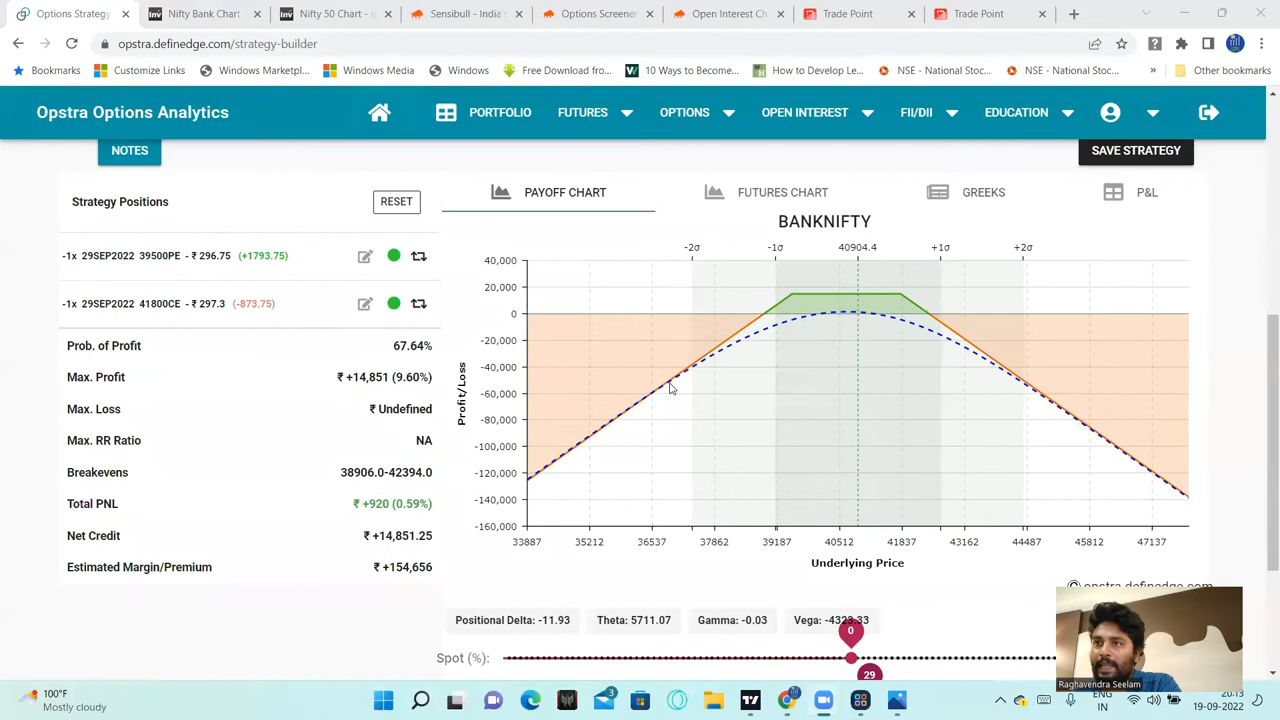 Options Strategy
Nifty Bank Chart
Nifty 50 Chart - I
Sensibull - India's
Options Screener
Open Interest C
Trade Point
Trade Point
opstra.definedge.com/strategy-builder
Bookmarks
Customize Links
Windows Marketpl...
Windows Media
Windows
Free Download fro...
10 Ways to Become...
How to Develop Le...
NSE - National Stoc...
NSE - National Stoc...
»
Other bookmarks
Opstra Options Analytics
PORTFOLIO
FUTURES
OPTIONS
OPEN INTEREST
FII/DII
EDUCATION
NOTES
SAVE STRATEGY
Strategy Positions
RESET
-1x 29SEP2022 39500PE - ₹ 296.75 (+1793.75)
-1x 29SEP2022 41800CE - ₹ 297.3 (-873.75)
Prob. of Profit 67.64%
Max. Profit ₹ +14,851 (9.60%)
Max. Loss ₹ Undefined
Max. RR Ratio NA
Breakevens 38906.0-42394.0
Total PNL ₹ +920 (0.59%)
Net Credit ₹ +14,851.25
Estimated Margin/Premium ₹ +154,656
PAYOFF CHART
FUTURES CHART
GREEKS
P&L
BANKNIFTY
-2σ -1σ 40904.4 +1σ +2σ
40,000
20,000
0
-20,000
-40,000
-60,000
-80,000
-100,000
-120,000
-140,000
-160,000
Profit/Loss
33887 35212 36537 37862 39187 40512 41837 43162 44487 45812 47137
Underlying Price
opstra.definedge.com
Positional Delta: -11.93
Theta: 5711.07
Gamma: -0.03
Vega: -4323.33
0
Spot (%):
29
Raghavendra Seelam
100°F
Mostly cloudy
3
ENG
IN
20:13
19-09-2022